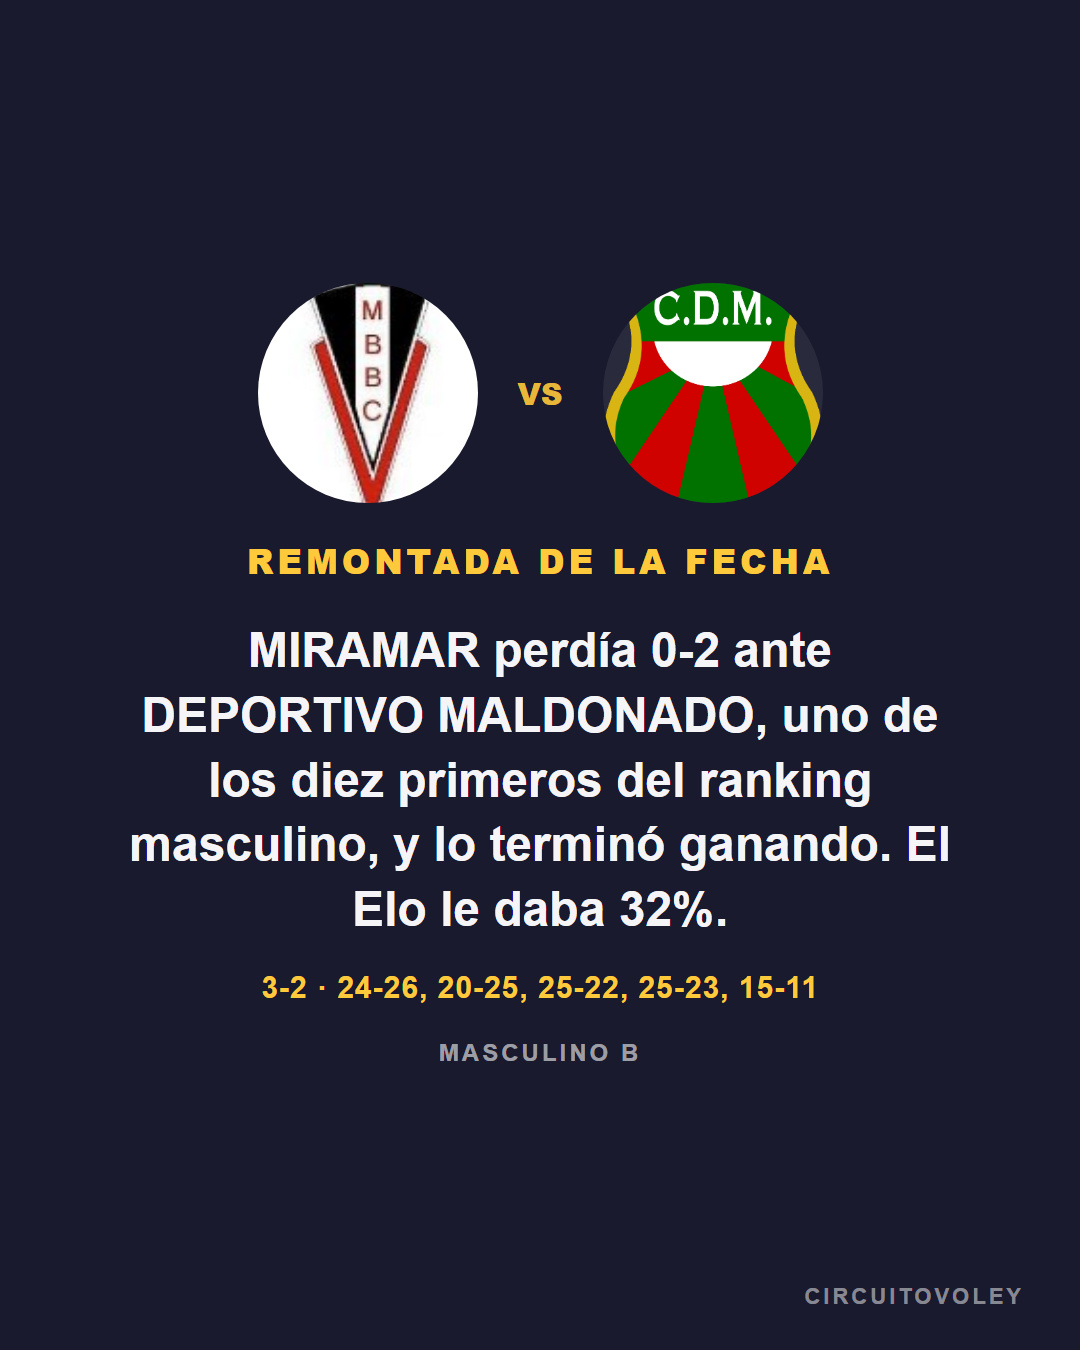 M
B
B
C
VS
C.D.M.
REMONTADA DE LA FECHA
MIRAMAR perdía 0-2 ante
DEPORTIVO MALDONADO, uno de
los diez primeros del ranking
masculino, y lo terminó ganando. El
Elo le daba 32%.
3-2 · 24-26, 20-25, 25-22, 25-23, 15-11
MASCULINO B
CIRCUITOVOLEY